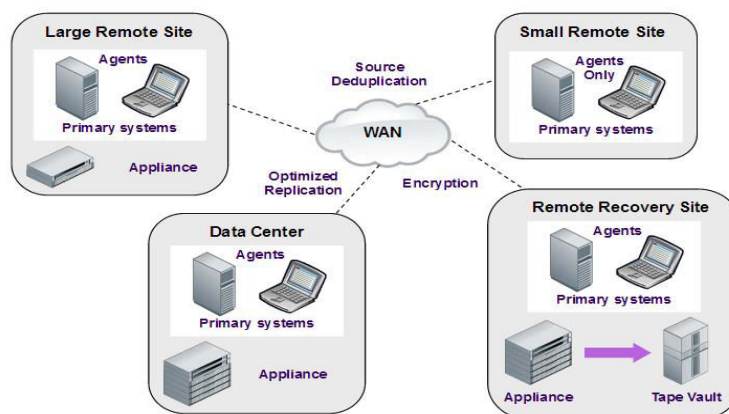 Large Remote Site
Agents
Primary systems
Appliance
Source
Deduplication
WAN
Small Remote Site
Agents
Only
Primary systems
Optimized
Replication
Encryption
Data Center
Agents
Primary systems
Appliance
Remote Recovery Site
Agents
Primary systems
Appliance
Tape Vault